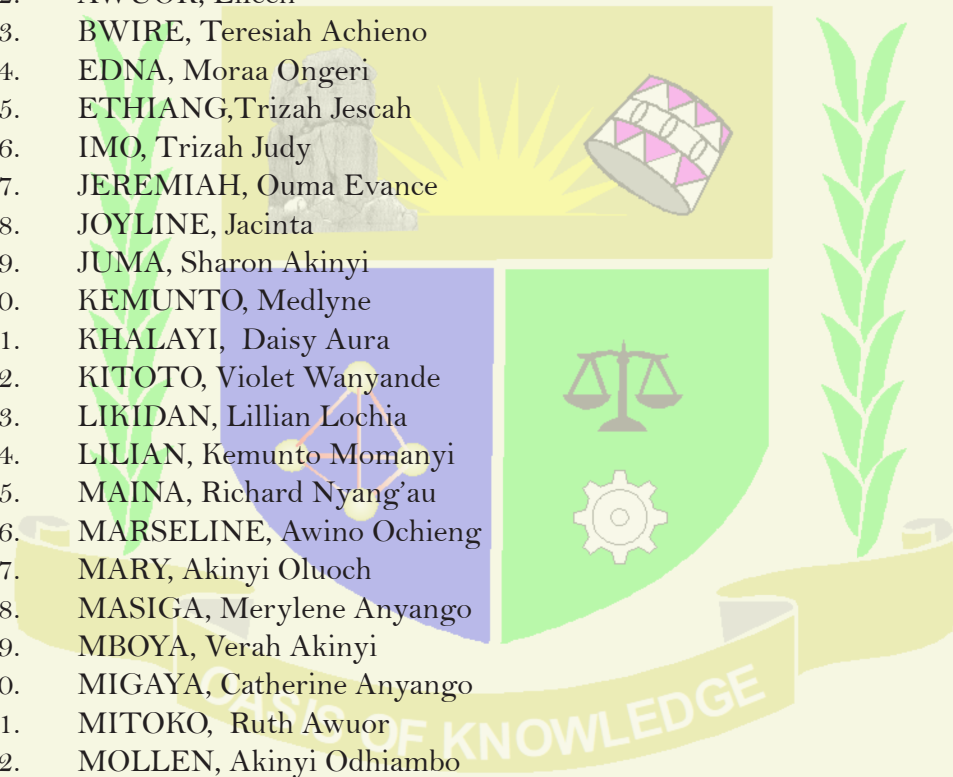 3. BWIRE, Teresiah Achieno
4. EDNA, Moraa Ongeri
5. ETHIANG,Trizah Jescah
6. IMO, Trizah Judy
7. JEREMIAH, Ouma Evance
8. JOYLINE, Jacinta
9. JUMA, Sharon Akinyi
0. KEMUNTO, Medlyne
1. KHALAYI, Daisy Aura
2. KITOTO, Violet Wanyande
3. LIKIDAN, Lillian Lochia
4. LILIAN, Kemunto Momanyi
5. MAINA, Richard Nyang’au
6. MARSELINE, Awino Ochieng
7. MARY, Akinyi Oluoch
8. MASIGA, Merylene Anyango
9. MBOYA, Verah Akinyi
0. MIGAYA, Catherine Anyango
1. MITOKO, Ruth Awuor
2. MOLLEN, Akinyi Odhiambo
OASIS OF KNOWLEDGE